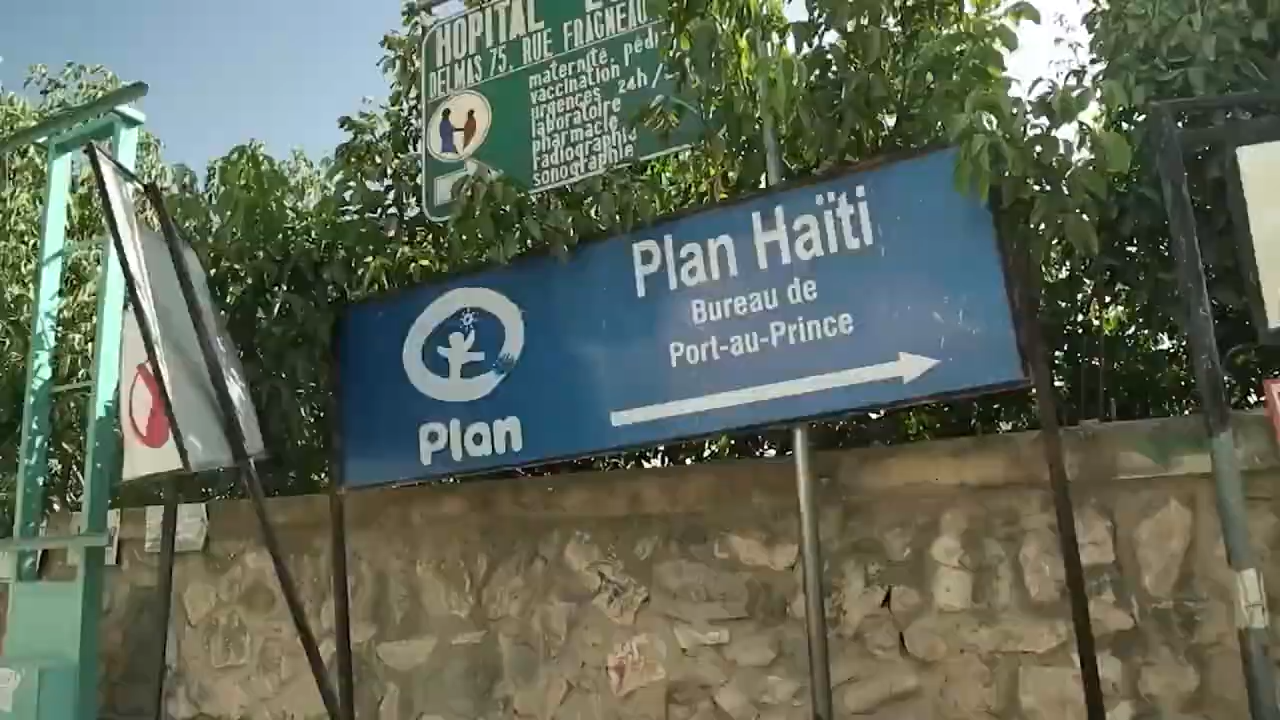 HOPITAL
DELMAS 75, RUE FRAGNEAU
maternité, pédi
vaccination
urgences 24h/
laboratoire
pharmacie
radiographie
sonographie
Plan Haïti
Bureau de
Port-au-Prince
Plan